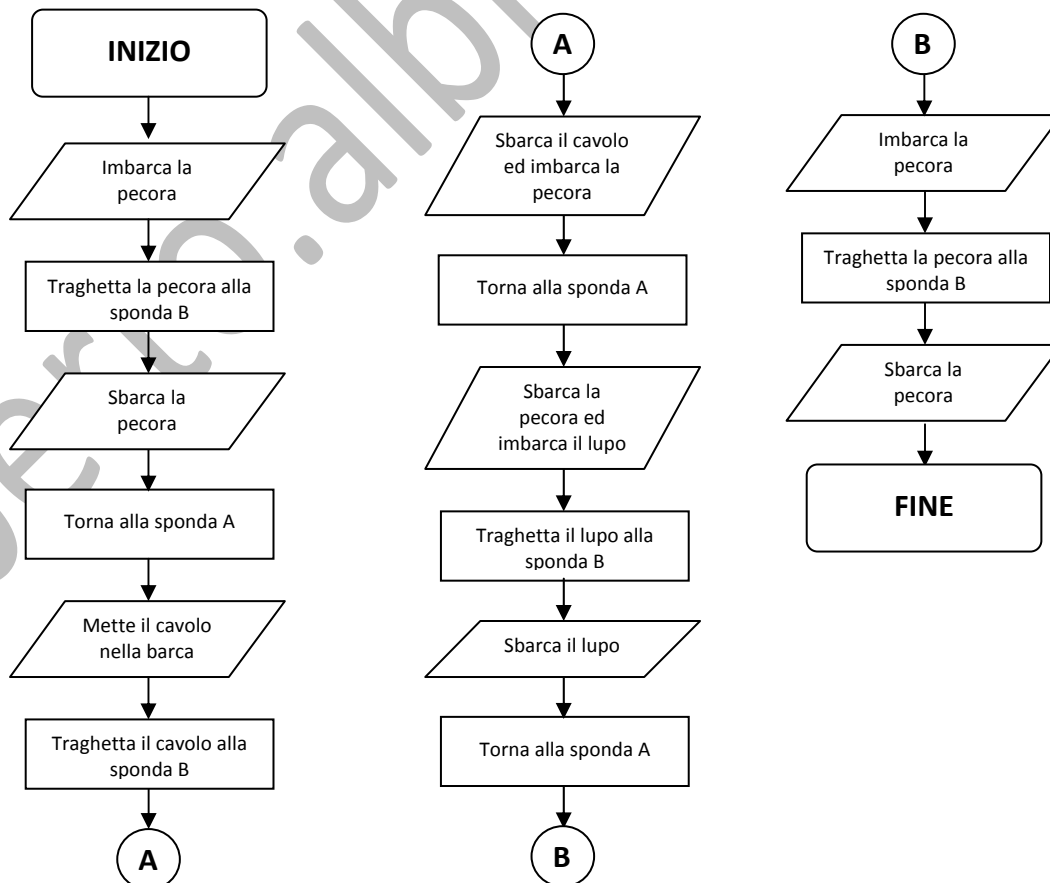 INIZIO
Imbarca la
pecora
Traghetta la pecora alla
sponda B
Sbarca la
pecora
Torna alla sponda A
Mette il cavolo
nella barca
Traghetta il cavolo alla
sponda B
A
A
Sbarca il cavolo
ed imbarca la
pecora
Torna alla sponda A
Sbarca la
pecora ed
imbarca il lupo
Traghetta il lupo alla
sponda B
Sbarca il lupo
Torna alla sponda A
B
B
Imbarca la
pecora
Traghetta la pecora alla
sponda B
Sbarca la
pecora
FINE